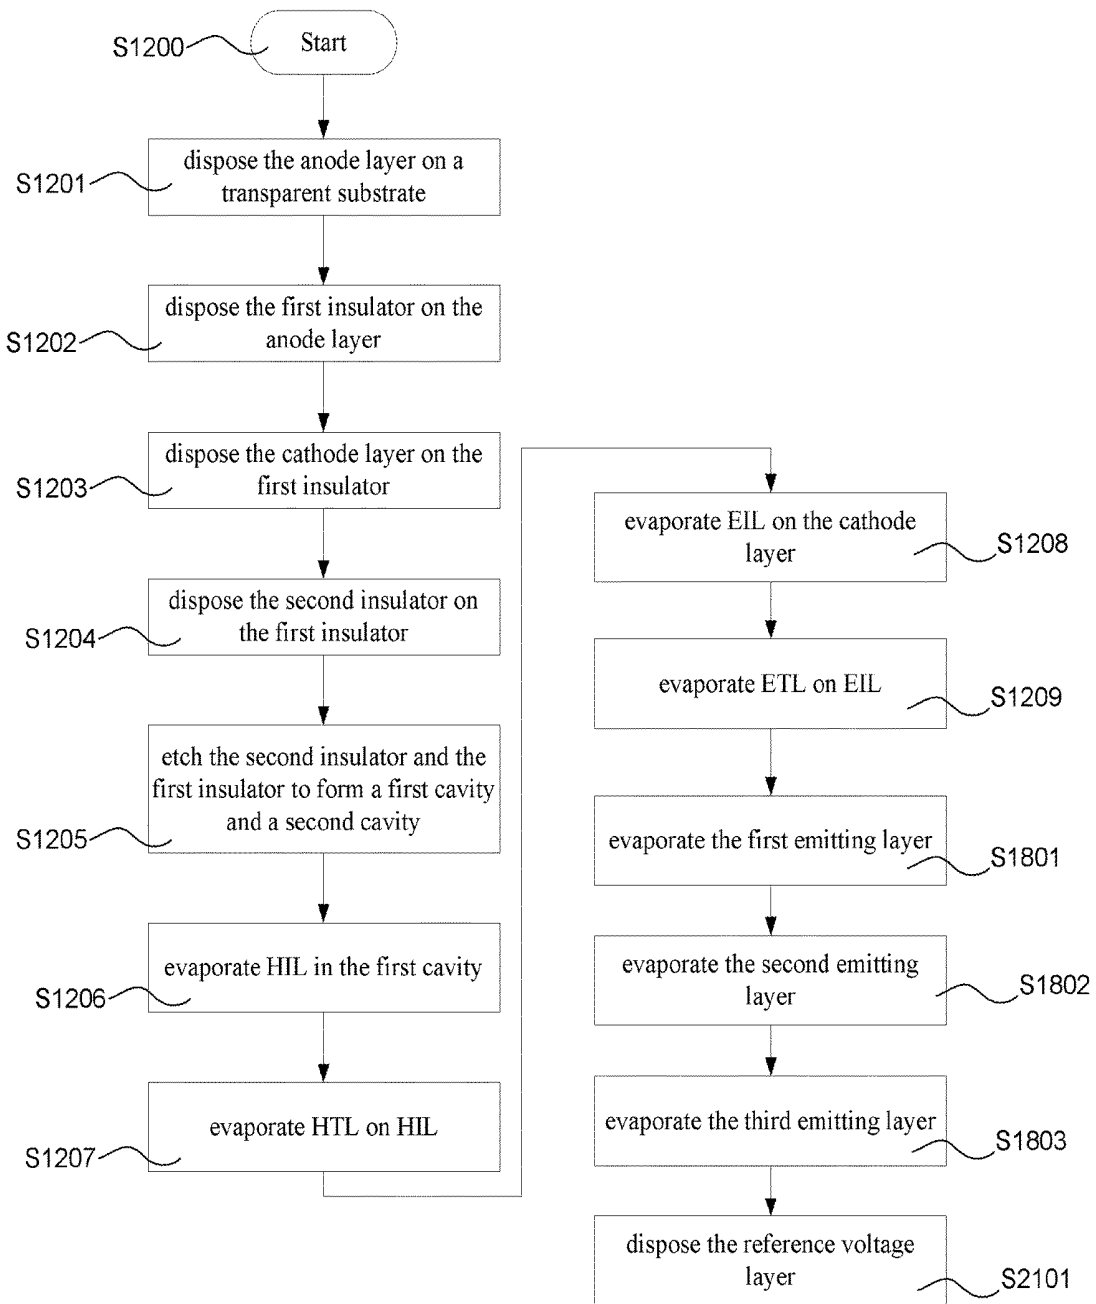 S1200
Start
S1201
dispose the anode layer on a
transparent substrate
S1202
dispose the first insulator on the
anode layer
S1203
dispose the cathode layer on the
first insulator
S1204
dispose the second insulator on
the first insulator
S1205
etch the second insulator and the
first insulator to form a first cavity
and a second cavity
S1206
evaporate HIL in the first cavity
S1207
evaporate HTL on HIL
evaporate EIL on the cathode
layer
S1208
evaporate ETL on EIL
S1209
evaporate the first emitting layer
S1801
evaporate the second emitting
layer
S1802
evaporate the third emitting layer
S1803
dispose the reference voltage
layer
S2101